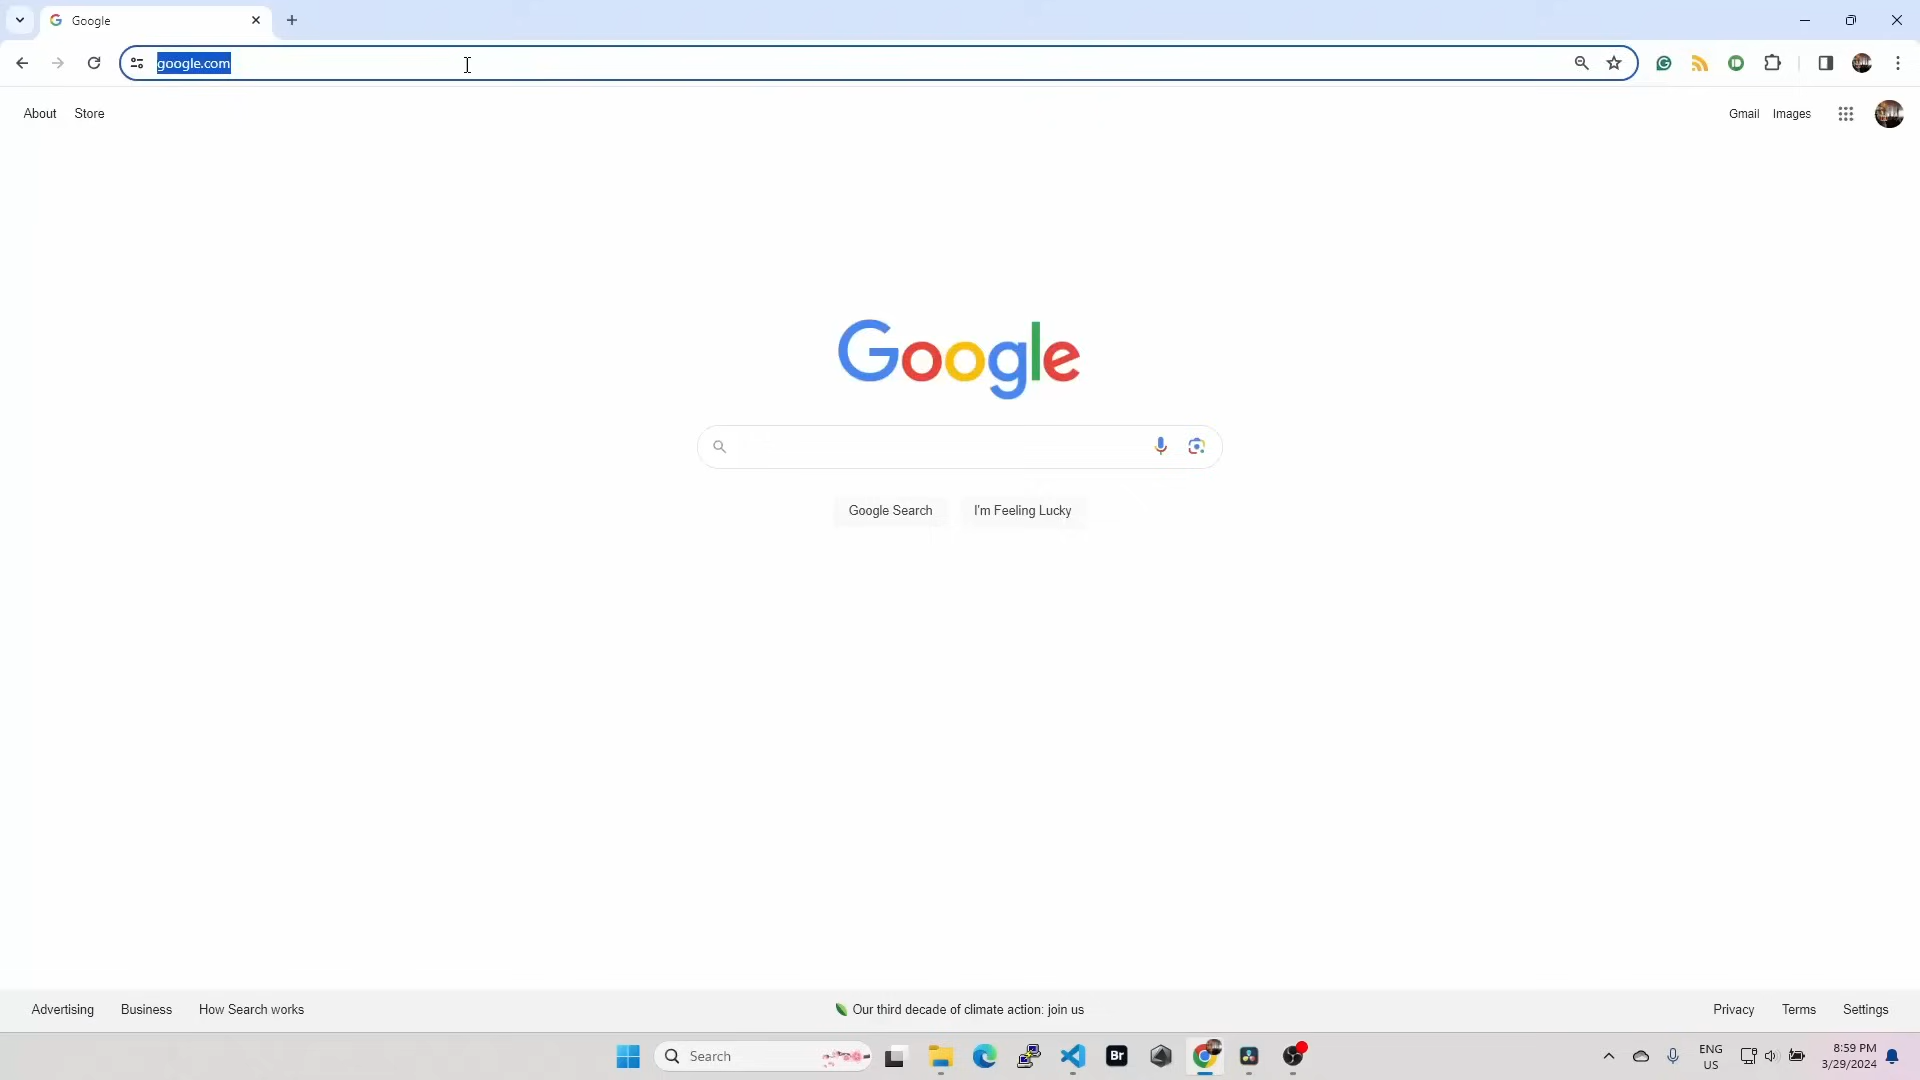 Google
google.com
About Store
Gmail Images
Google
Google Search I'm Feeling Lucky
Advertising Business How Search works
Our third decade of climate action: join us
Privacy Terms Settings
Search
Br
ENG
US
8:59 PM
3/29/2024